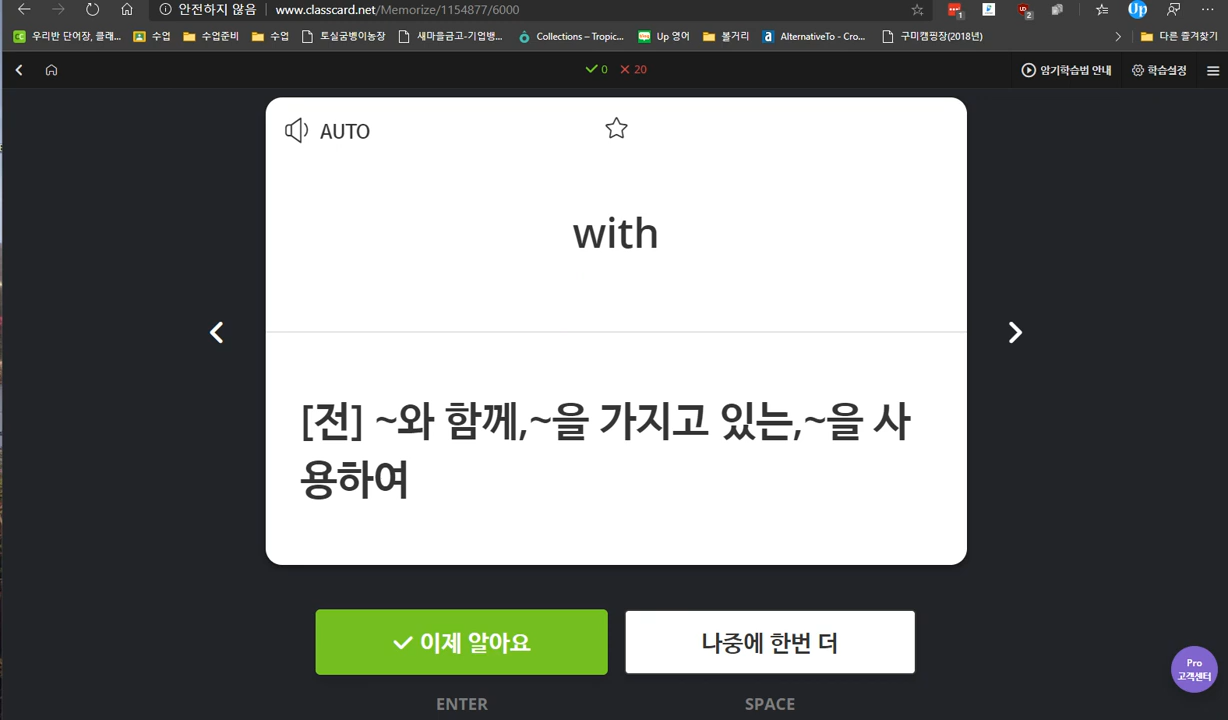 안전하지 않음 www.classcard.net/Memorize/1154877/6000
우리반 단어장, 클래... 수업 수업준비 수업 토실굼벵이농장 새마을금고-기업뱅... Collections – Tropic... Up 영어 볼거리 AlternativeTo - Cro... 구미캠핑장(2018년) 다른 즐겨찾기
0 20 암기학습법 안내 학습설정
AUTO
with
[전] ~와 함께,~을 가지고 있는,~을 사
용하여
이제 알아요 나중에 한번 더
Pro
고객센터
ENTER SPACE